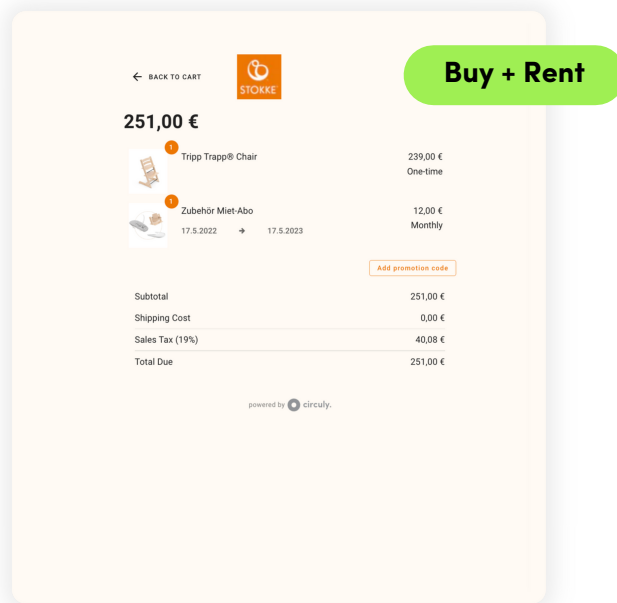 Buy + Rent
← BACK TO CART
STOKKE
251,00 €
1
Tripp Trapp® Chair
239,00 €
One-time
1
Zubehör Miet-Abo
12,00 €
17.5.2022 → 17.5.2023
Monthly
Add promotion code
Subtotal 251,00 €
Shipping Cost 0,00 €
Sales Tax (19%) 40,08 €
Total Due 251,00 €
powered by circuly.